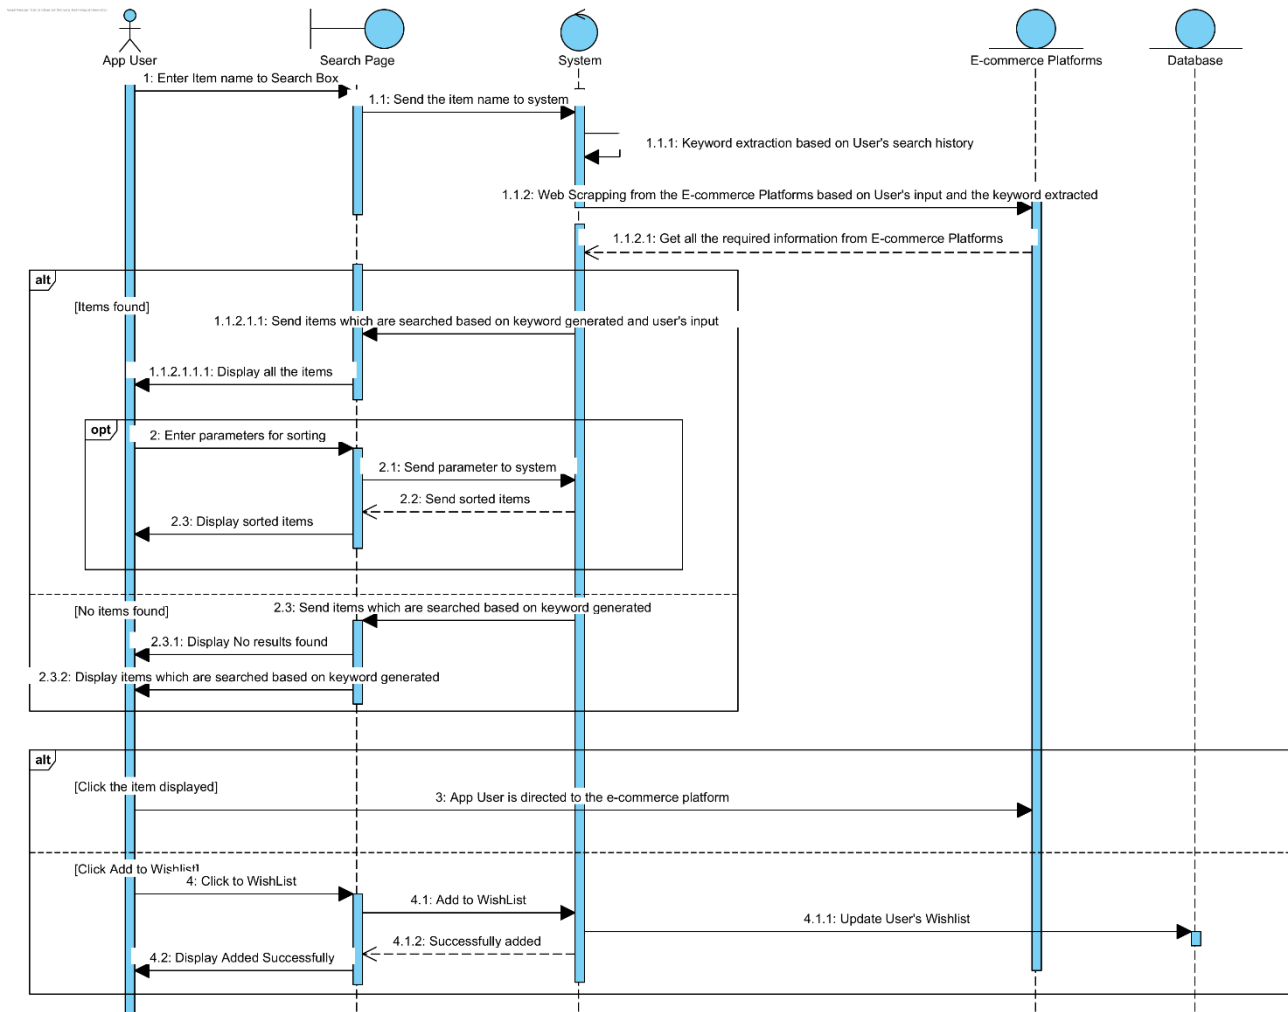 App User
Search Page
System
E-commerce Platforms
Database
1: Enter Item name to Search Box
1.1: Send the item name to system
1.1.1: Keyword extraction based on User's search history
1.1.2: Web Scrapping from the E-commerce Platforms based on User's input and the keyword extracted
1.1.2.1: Get all the required information from E-commerce Platforms
alt
[Items found]
1.1.2.1.1: Send items which are searched based on keyword generated and user's input
1.1.2.1.1.1: Display all the items
opt
2: Enter parameters for sorting
2.1: Send parameter to system
2.2: Send sorted items
2.3: Display sorted items
[No items found]
2.3: Send items which are searched based on keyword generated
2.3.1: Display No results found
2.3.2: Display items which are searched based on keyword generated
alt
[Click the item displayed]
3: App User is directed to the e-commerce platform
[Click Add to Wishlist]
4: Click to WishList
4.1: Add to WishList
4.1.1: Update User's Wishlist
4.1.2: Successfully added
4.2: Display Added Successfully